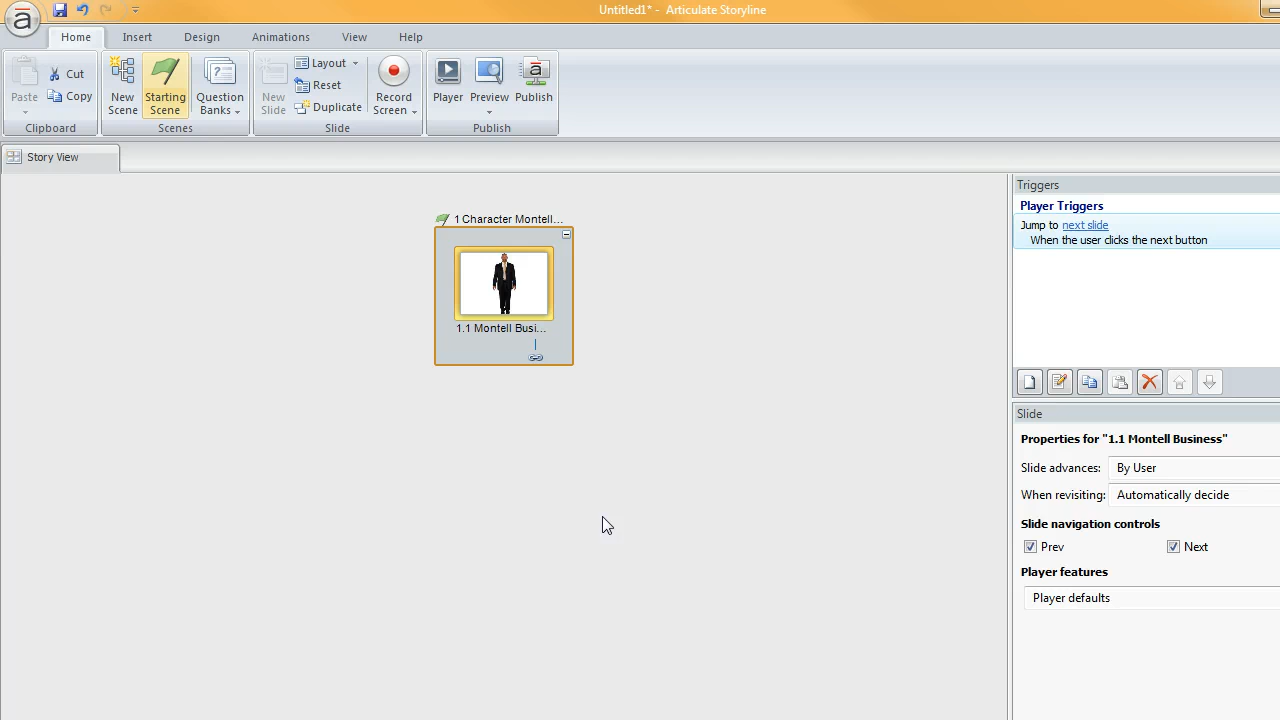 Untitled1* - Articulate Storyline
Home Insert Design Animations View Help
Paste Cut Copy
New Scene Starting Scene Question Banks
New Slide Layout Reset Duplicate Record Screen
Player Preview Publish
Clipboard Scenes Slide Publish
Story View
1 Character Montell...
1.1 Montell Busi...
Triggers
Player Triggers
Jump to next slide
When the user clicks the next button
Slide
Properties for "1.1 Montell Business"
Slide advances: By User
When revisiting: Automatically decide
Slide navigation controls
Prev Next
Player features
Player defaults